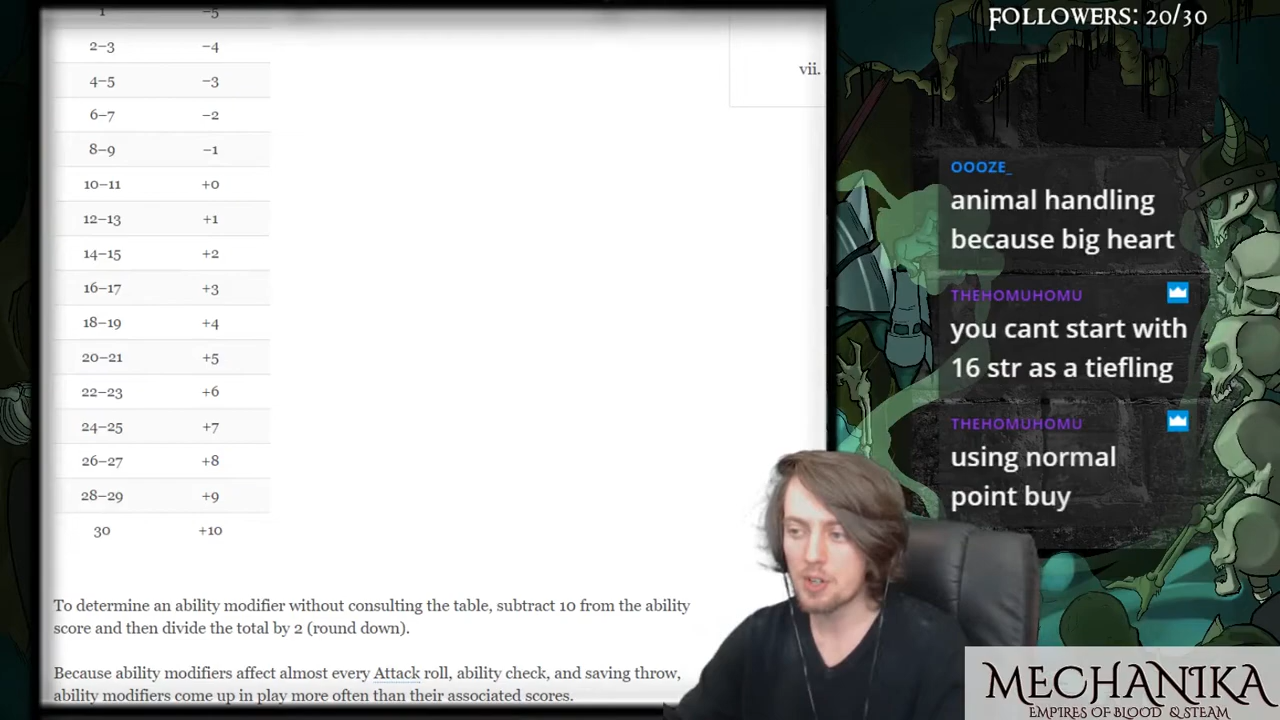 1 −5
2–3 −4
4–5 −3
6–7 −2
8–9 −1
10–11 +0
12–13 +1
14–15 +2
16–17 +3
18–19 +4
20–21 +5
22–23 +6
24–25 +7
26–27 +8
28–29 +9
30 +10
To determine an ability modifier without consulting the table, subtract 10 from the ability
score and then divide the total by 2 (round down).
Because ability modifiers affect almost every Attack roll, ability check, and saving throw,
ability modifiers come up in play more often than their associated scores.
vii.
Followers: 20/30
OOOZE_
animal handling
because big heart
THEHOMUHOMU
you cant start with
16 str as a tiefling
THEHOMUHOMU
using normal
point buy
MECHANIKA
EMPIRES OF BLOOD & STEAM